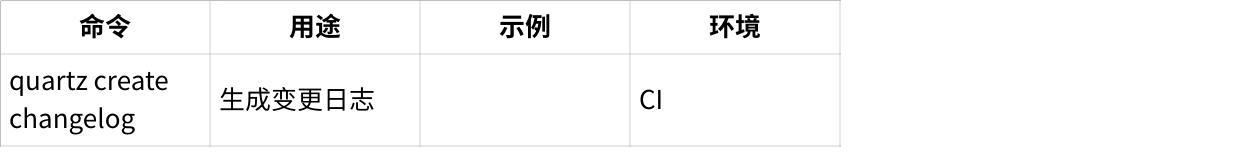 命令 用途 示例 环境
quartz create
changelog
生成变更日志
CI